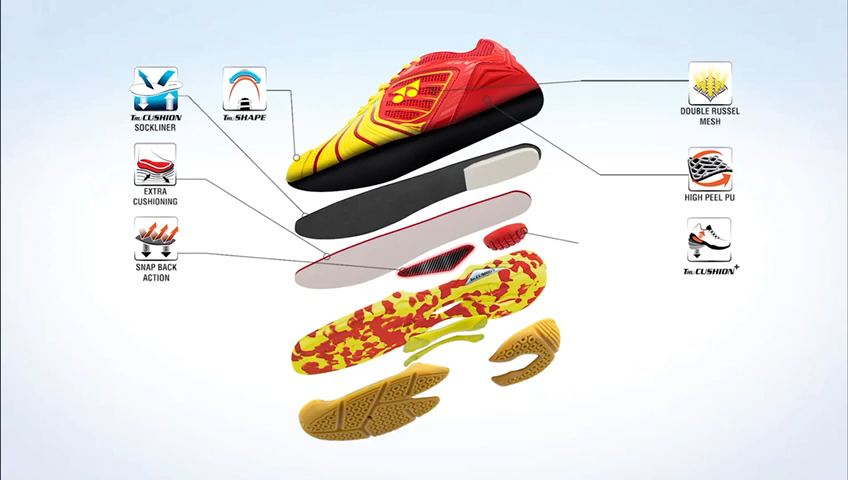 Tru CUSHION
SOCKLINER
Tru SHAPE
EXTRA
CUSHIONING
SNAP BACK
ACTION
DOUBLE RUSSEL
MESH
HIGH PEEL PU
Tru CUSHION+